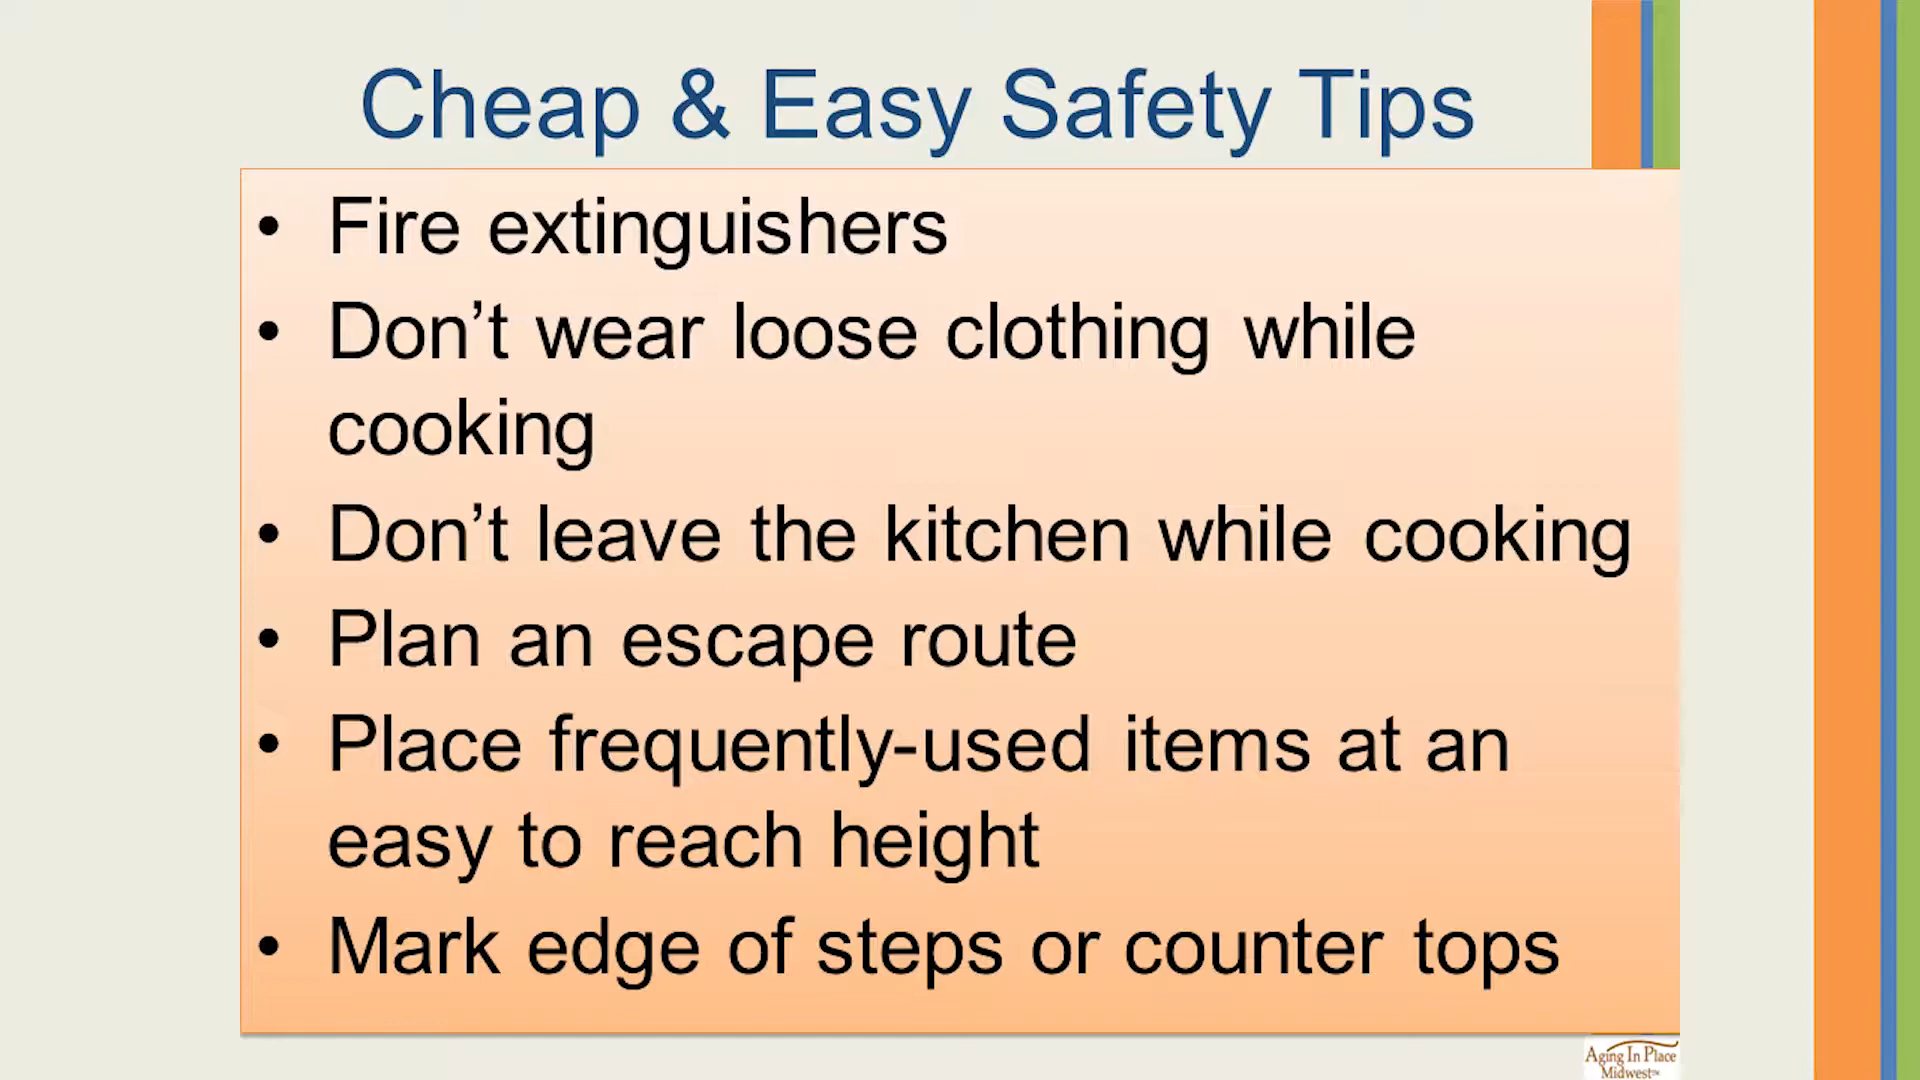 Cheap & Easy Safety Tips
• Fire extinguishers
• Don’t wear loose clothing while
cooking
• Don’t leave the kitchen while cooking
• Plan an escape route
• Place frequently-used items at an
easy to reach height
• Mark edge of steps or counter tops
Aging In Place
Midwest™